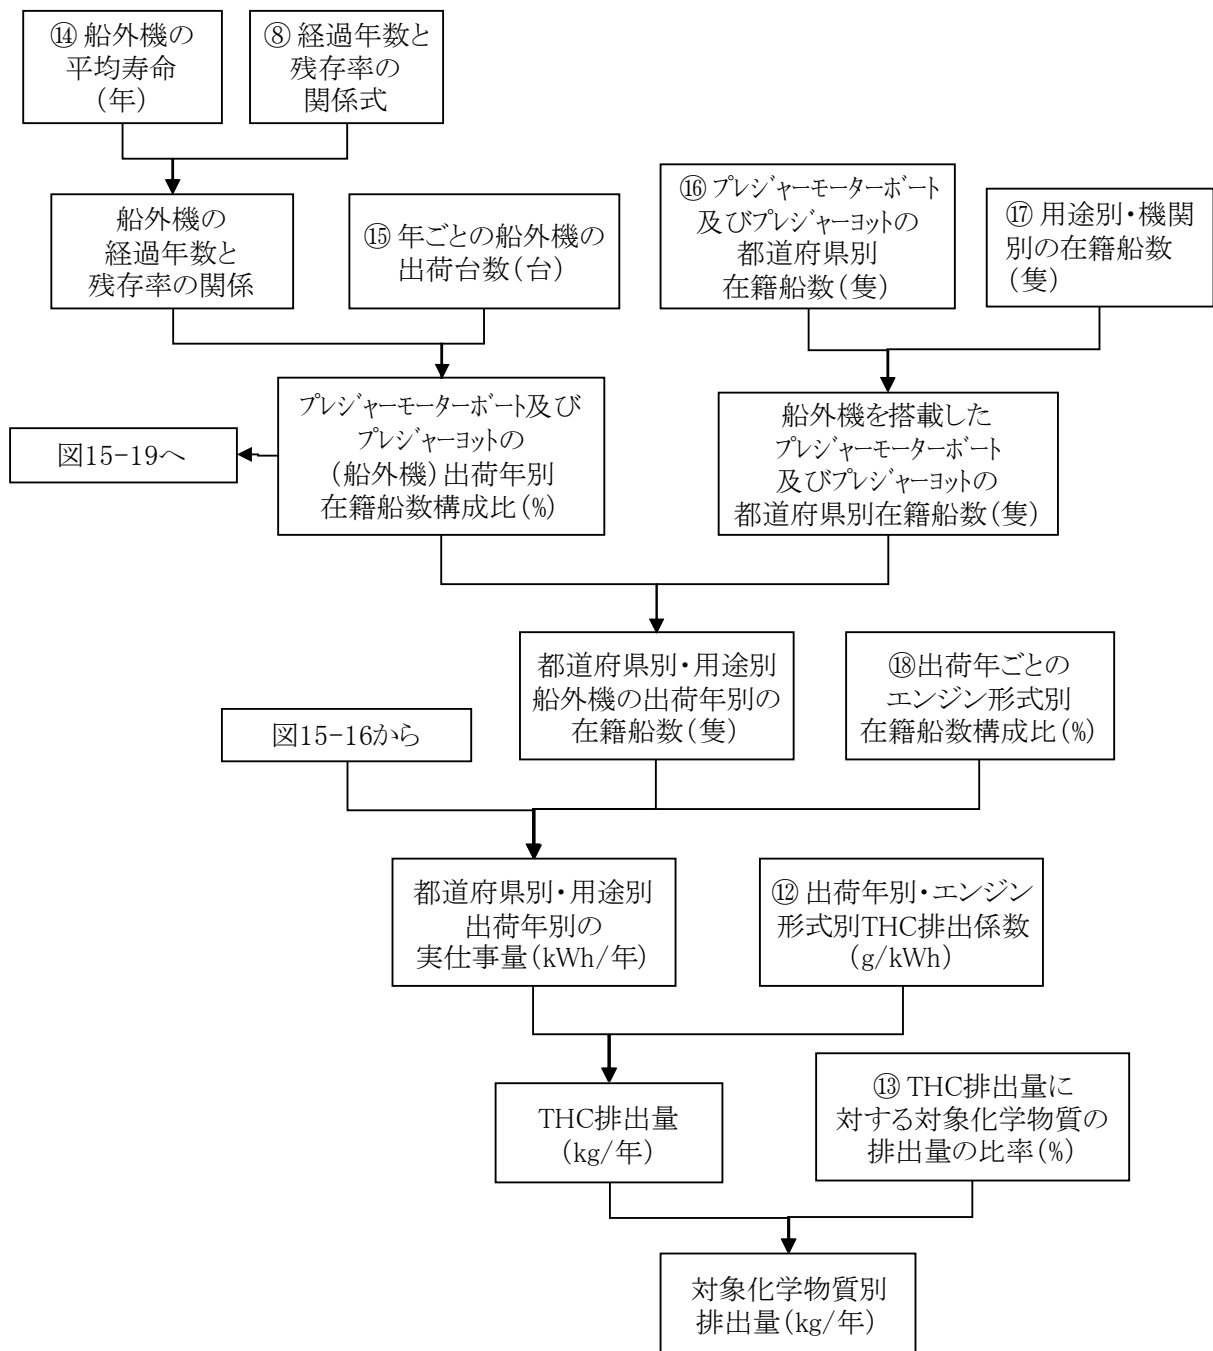 ⑭ 船外機の
平均寿命
(年)
⑧ 経過年数と
残存率の
関係式
船外機の
経過年数と
残存率の関係
⑮ 年ごとの船外機の
出荷台数(台)
⑯ プレジャーモーターボート
及びプレジャーヨットの
都道府県別
在籍船数(隻)
⑰ 用途別・機関
別の在籍船数
(隻)
プレジャーモーターボート及び
プレジャーヨットの
(船外機)出荷年別
在籍船数構成比(%)
図15-19へ
船外機を搭載した
プレジャーモーターボート
及びプレジャーヨットの
都道府県別在籍船数(隻)
都道府県別・用途別
船外機の出荷年別の
在籍船数(隻)
⑱出荷年ごとの
エンジン形式別
在籍船数構成比(%)
図15-16から
都道府県別・用途別
出荷年別の
実仕事量(kWh/年)
⑫ 出荷年別・エンジン
形式別THC排出係数
(g/kWh)
THC排出量
(kg/年)
⑬ THC排出量に
対する対象化学物質の
排出量の比率(%)
対象化学物質別
排出量(kg/年)